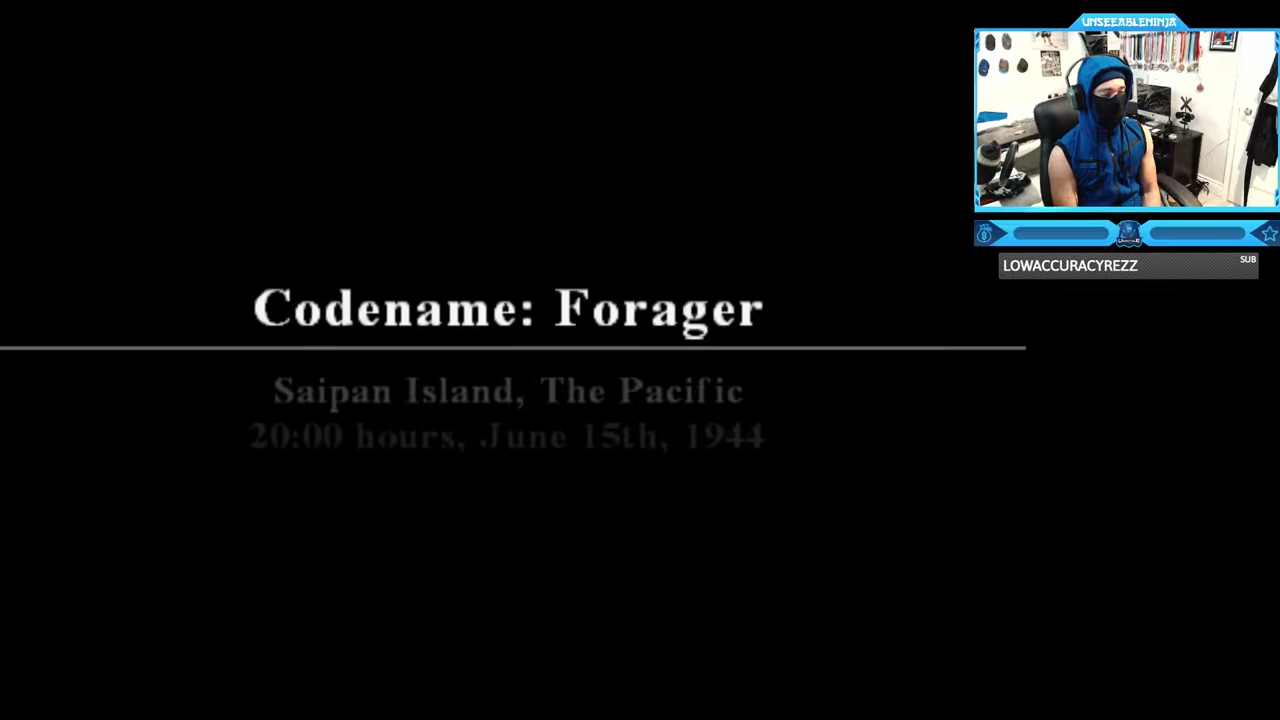 UNSEEABLENINJA
LOWACCURACYREZZ
SUB
Codename: Forager
Saipan Island, The Pacific
20:00 hours, June 15th, 1944